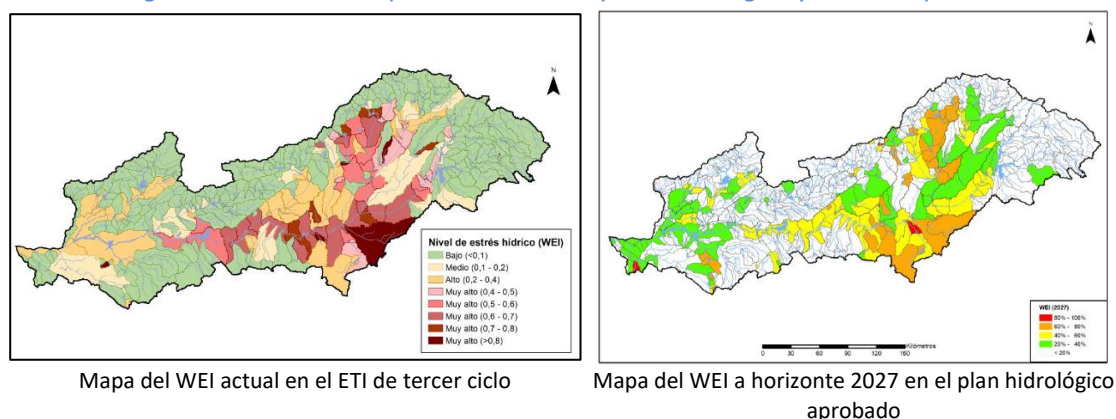 N
Nivel de estrés hídrico (WEI)
Bajo (<0,1)
Medio (0,1 - 0,2)
Alto (0,2 - 0,4)
Muy alto (0,4 - 0,5)
Muy alto (0,5 - 0,6)
Muy alto (0,6 - 0,7)
Muy alto (0,7 - 0,8)
Muy alto (>0,8)
N
WEI (2027)
80% - 100%
60% - 80%
40% - 60%
20% - 40%
< 20%
Kilómetros
0 30 60 90 120 160
Mapa del WEI actual en el ETI de tercer ciclo
Mapa del WEI a horizonte 2027 en el plan hidrológico
aprobado